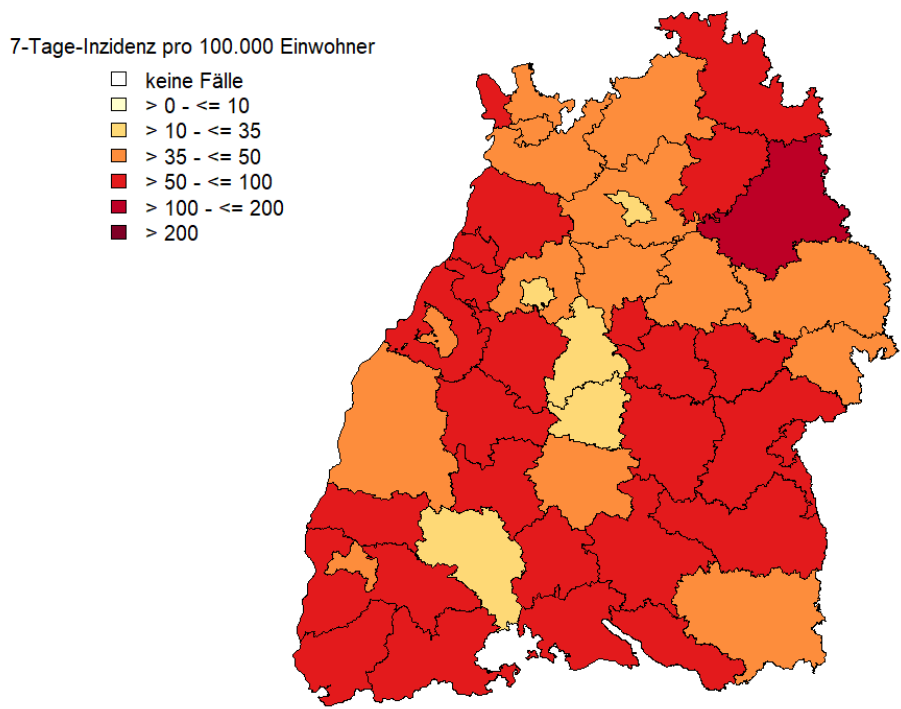 7-Tage-Inzidenz pro 100.000 Einwohner
keine Fälle
> 0 - <= 10
> 10 - <= 35
> 35 - <= 50
> 50 - <= 100
> 100 - <= 200
> 200